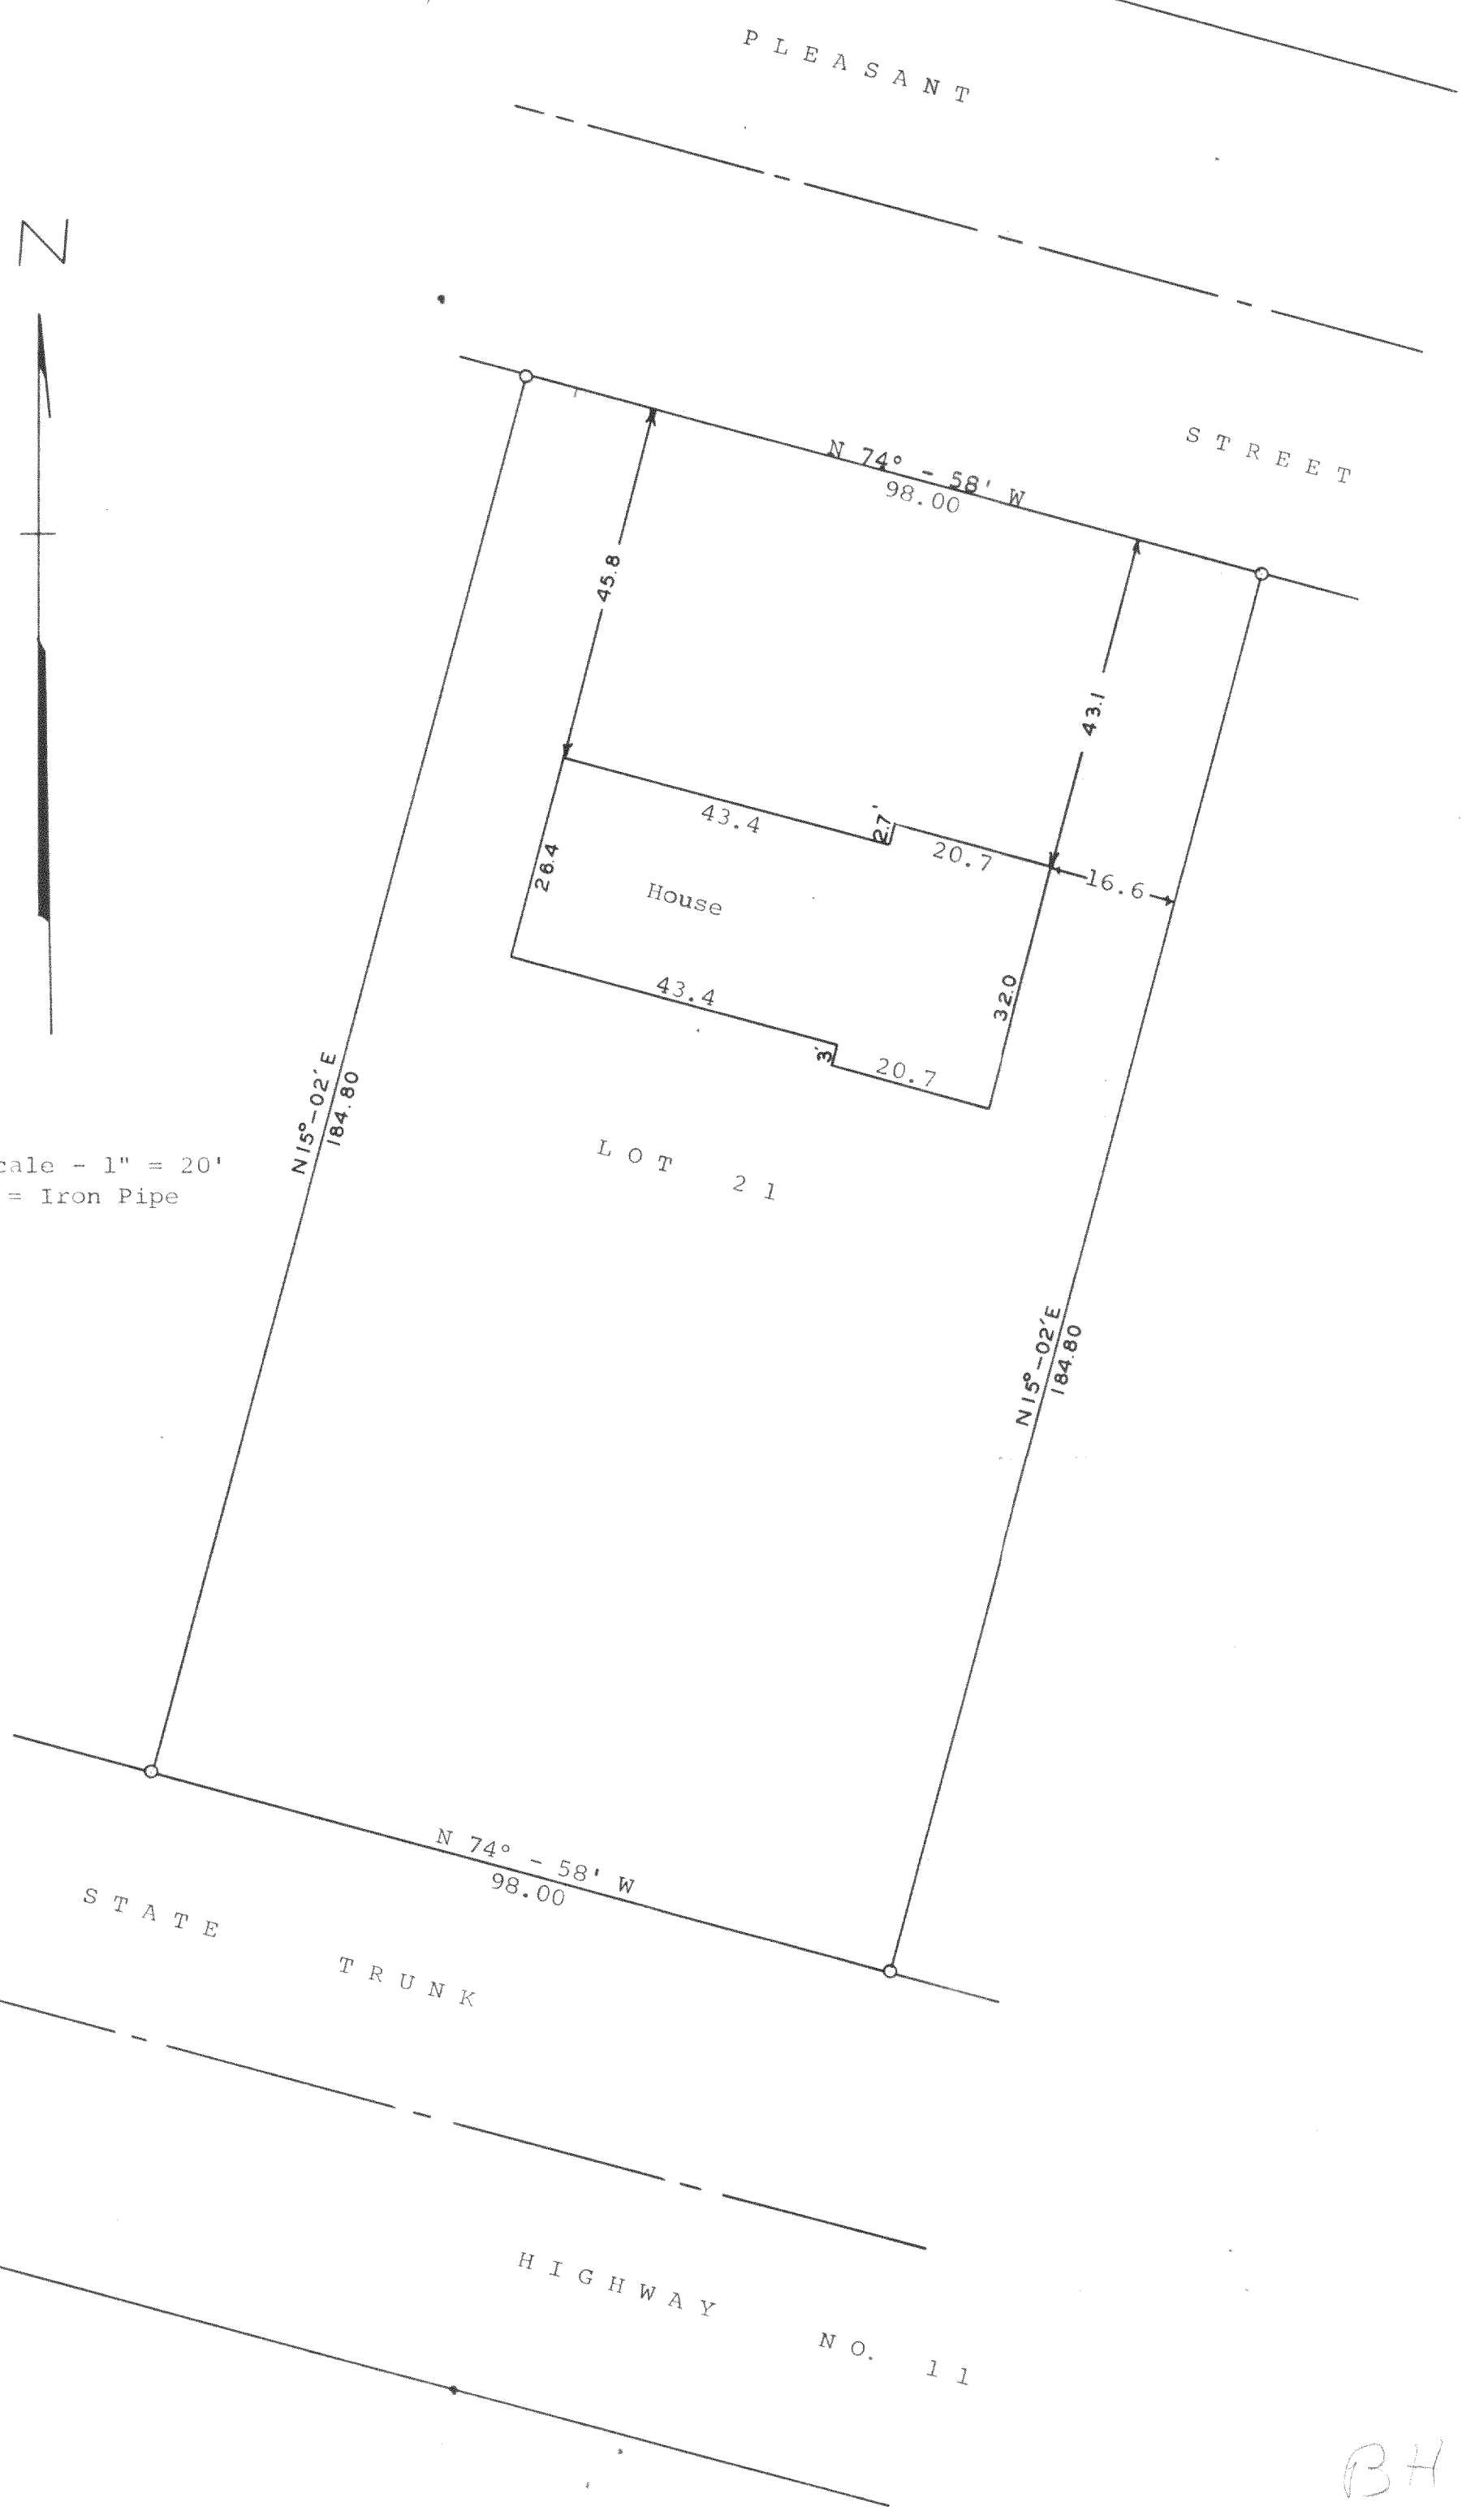 PLEASANT
N
STREET
N 74° - 58' W
98.00
45.8
43.1
43.4
2.7'
20.7
16.6
26.4
House
32.0
43.4
3'
20.7
N15°-02'E
184.80
LOT 21
cale - 1" = 20'
= Iron Pipe
N15°-02'E
184.80
N 74° - 58' W
98.00
STATE TRUNK
HIGHWAY NO. 11
BH